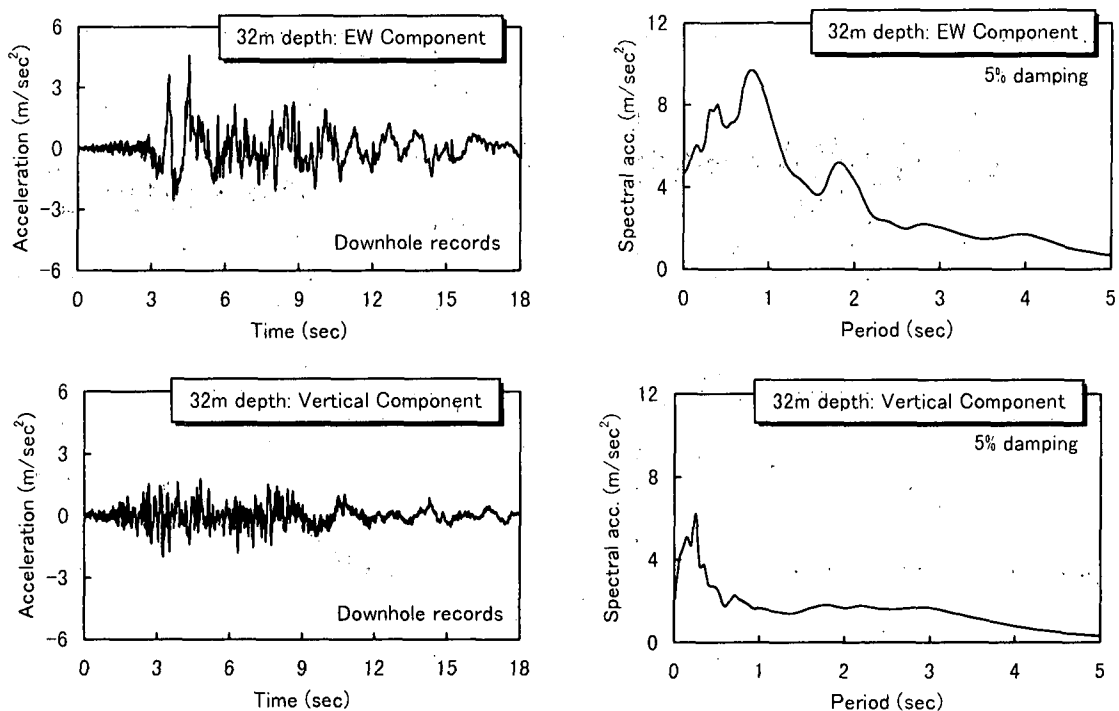 32m depth: EW Component
Acceleration (m/sec²)
6
3
0
-3
-6
Downhole records
0 3 6 9 12 15 18
Time (sec)
32m depth: EW Component
5% damping
Spectral acc. (m/sec²)
12
8
4
0
0 1 2 3 4 5
Period (sec)
32m depth: Vertical Component
Acceleration (m/sec²)
6
3
0
-3
-6
Downhole records
0 3 6 9 12 15 18
Time (sec)
32m depth: Vertical Component
5% damping
Spectral acc. (m/sec²)
12
8
4
0
0 1 2 3 4 5
Period (sec)